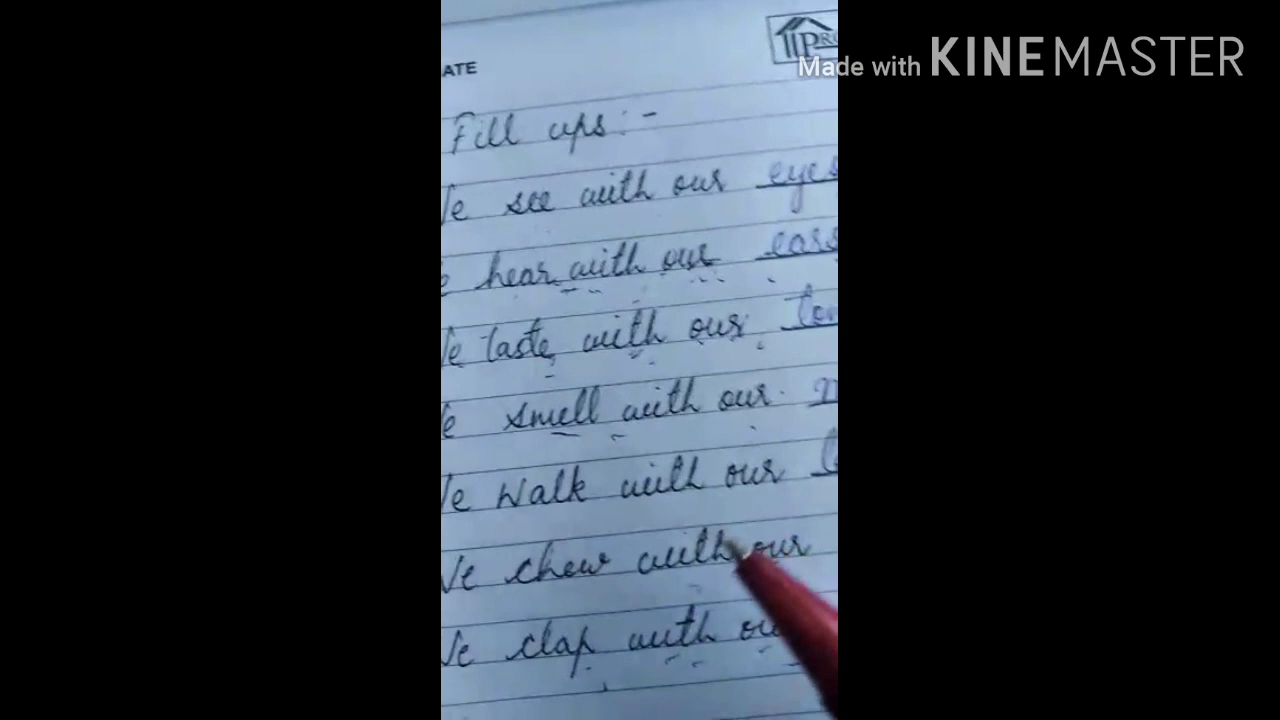 Made with KINEMASTER
ATE
Fill ups:-
We see with our eyes
hear with our ears
We taste with our
smell with our
We walk with our
We chew with our
We clap with